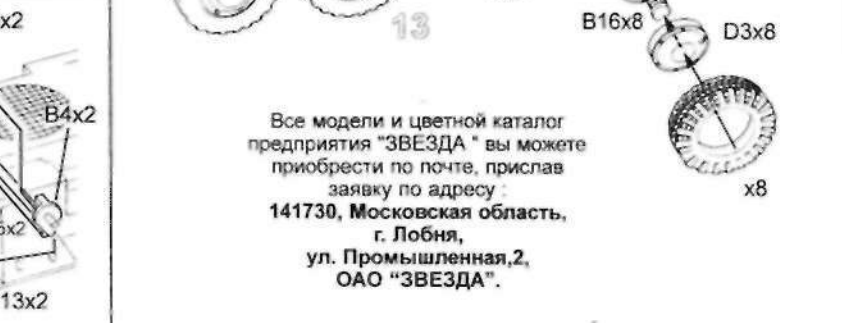 x2
B4x2
x2
13x2
13
B16x8
D3x8
x8
Все модели и цветной каталог
предприятия "ЗВЕЗДА " вы можете
приобрести по почте, прислав
заявку по адресу :
141730, Московская область,
г. Лобня,
ул. Промышленная,2,
ОАО “ЗВЕЗДА”.